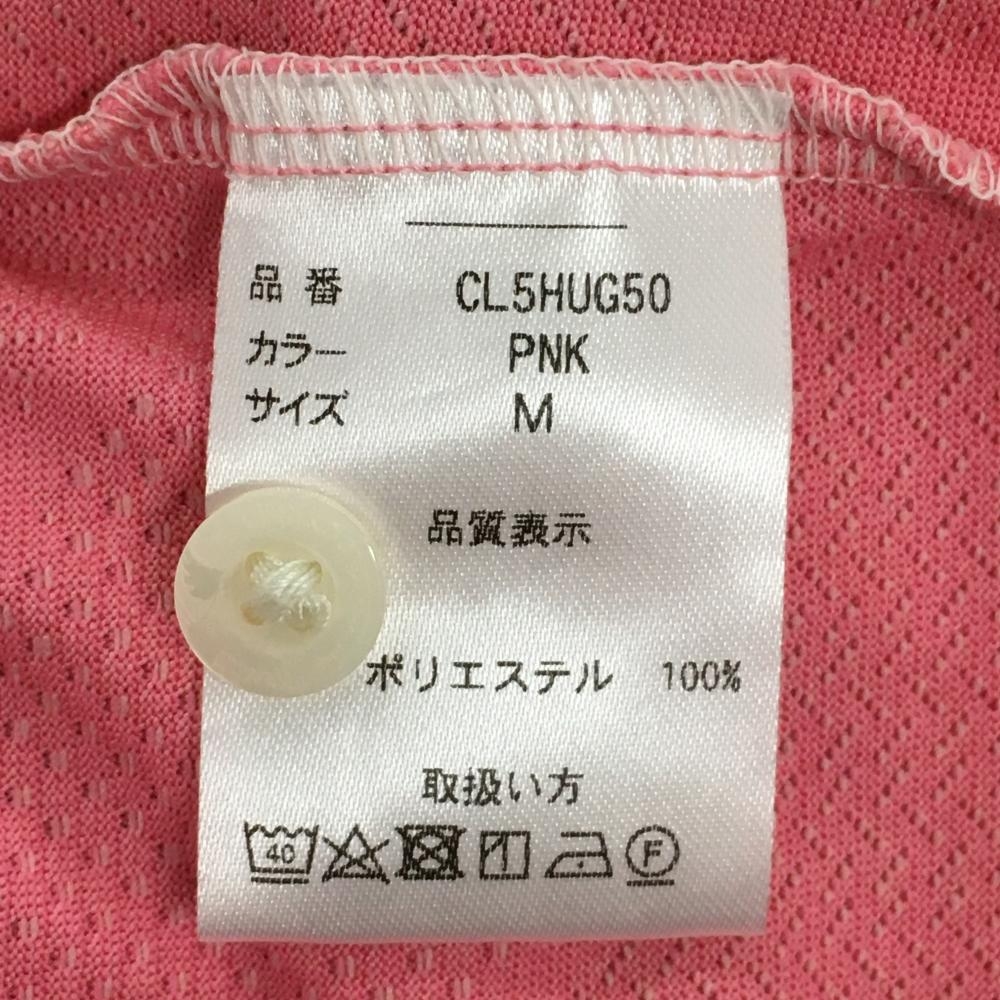 品番 CL5HUG50
カラー PNK
サイズ M
品質表示
ポリエステル 100%
取扱い方
40 F